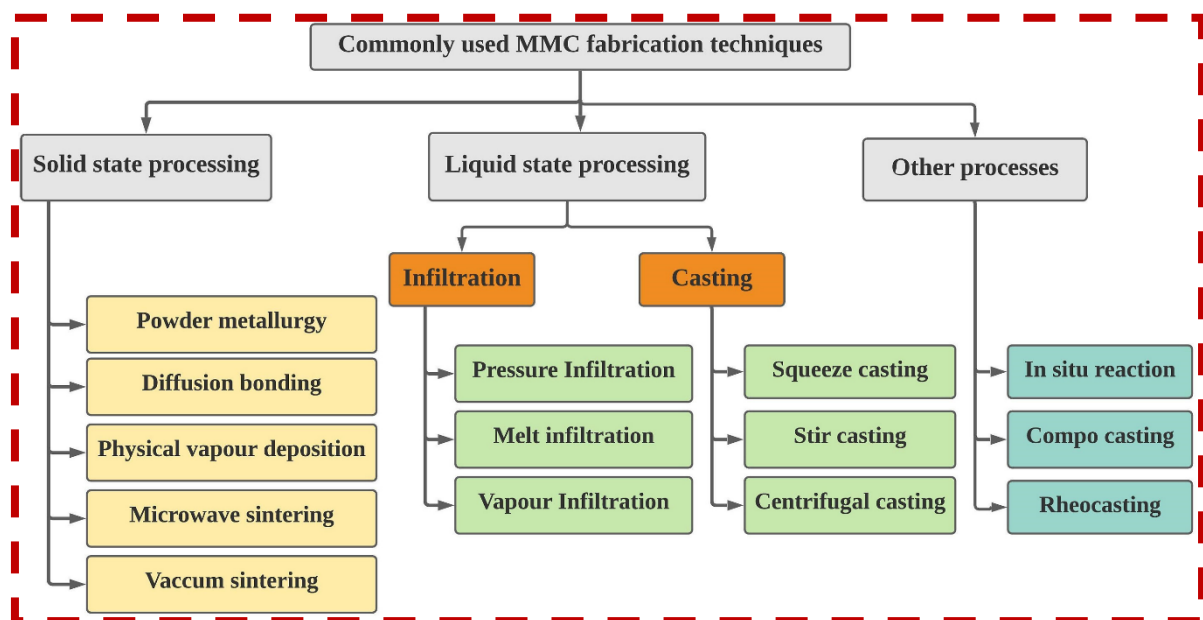 Commonly used MMC fabrication techniques
Solid state processing
Liquid state processing
Other processes
Infiltration
Casting
Powder metallurgy
Diffusion bonding
Physical vapour deposition
Microwave sintering
Vaccum sintering
Pressure Infiltration
Melt infiltration
Vapour Infiltration
Squeeze casting
Stir casting
Centrifugal casting
In situ reaction
Compo casting
Rheocasting